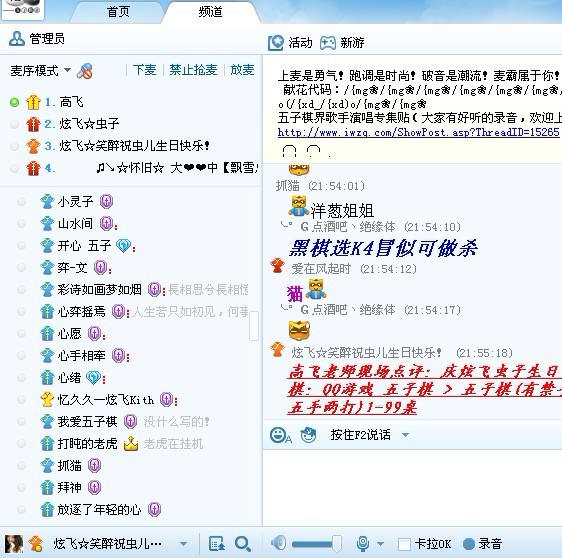 首页
频道
管理员
麦序模式
下麦
禁止抢麦
放麦
1. 高飞
2. 炫飞☆虫子
3. 炫飞☆笑醉祝虫儿生日快乐!
4. ♫↘☆怀旧☆ 大❤❤中【飘雪
小灵子
山水间
开心 五子
弈-文
彩诗如画梦如烟
長相思兮長相憶
心弈摇焉
人生若只如初见，何事
心愿
心手相牵
心绪
忆久久一炫飞Kith
我爱五子棋
没什么写的!
打盹的老虎
老虎在挂机
抓猫
拜神
放逐了年轻的心
炫飞☆笑醉祝虫儿···
活动
新游
上麦是勇气! 跑调是时尚! 破音是潮流! 麦霸属于你!
献花代码: /{mg❀/{mg❀/{mg❀/{mg❀/{mg❀
o(/{xd_/{xd)o/{mg❀/{mg❀
五子棋界歌手演唱专集贴(大家有好听的录音,欢迎上
http://www.iwzq.com/ShowPost.asp?ThreadID=15265
抓猫 (21:54:01)
洋葱姐姐
G 点酒吧丶绝缘体 (21:54:10)
黑棋选K4冒似可做杀
爱在风起时 (21:54:12)
猫
G 点酒吧丶绝缘体 (21:54:17)
炫飞☆笑醉祝虫儿生日快乐! (21:55:18)
高飞老师现场点评: 庆炫飞虫子生日
棋: QQ游戏 五子棋 > 五子棋(有禁手
五手两打)1-99桌
按住F2说话
卡拉OK
录音